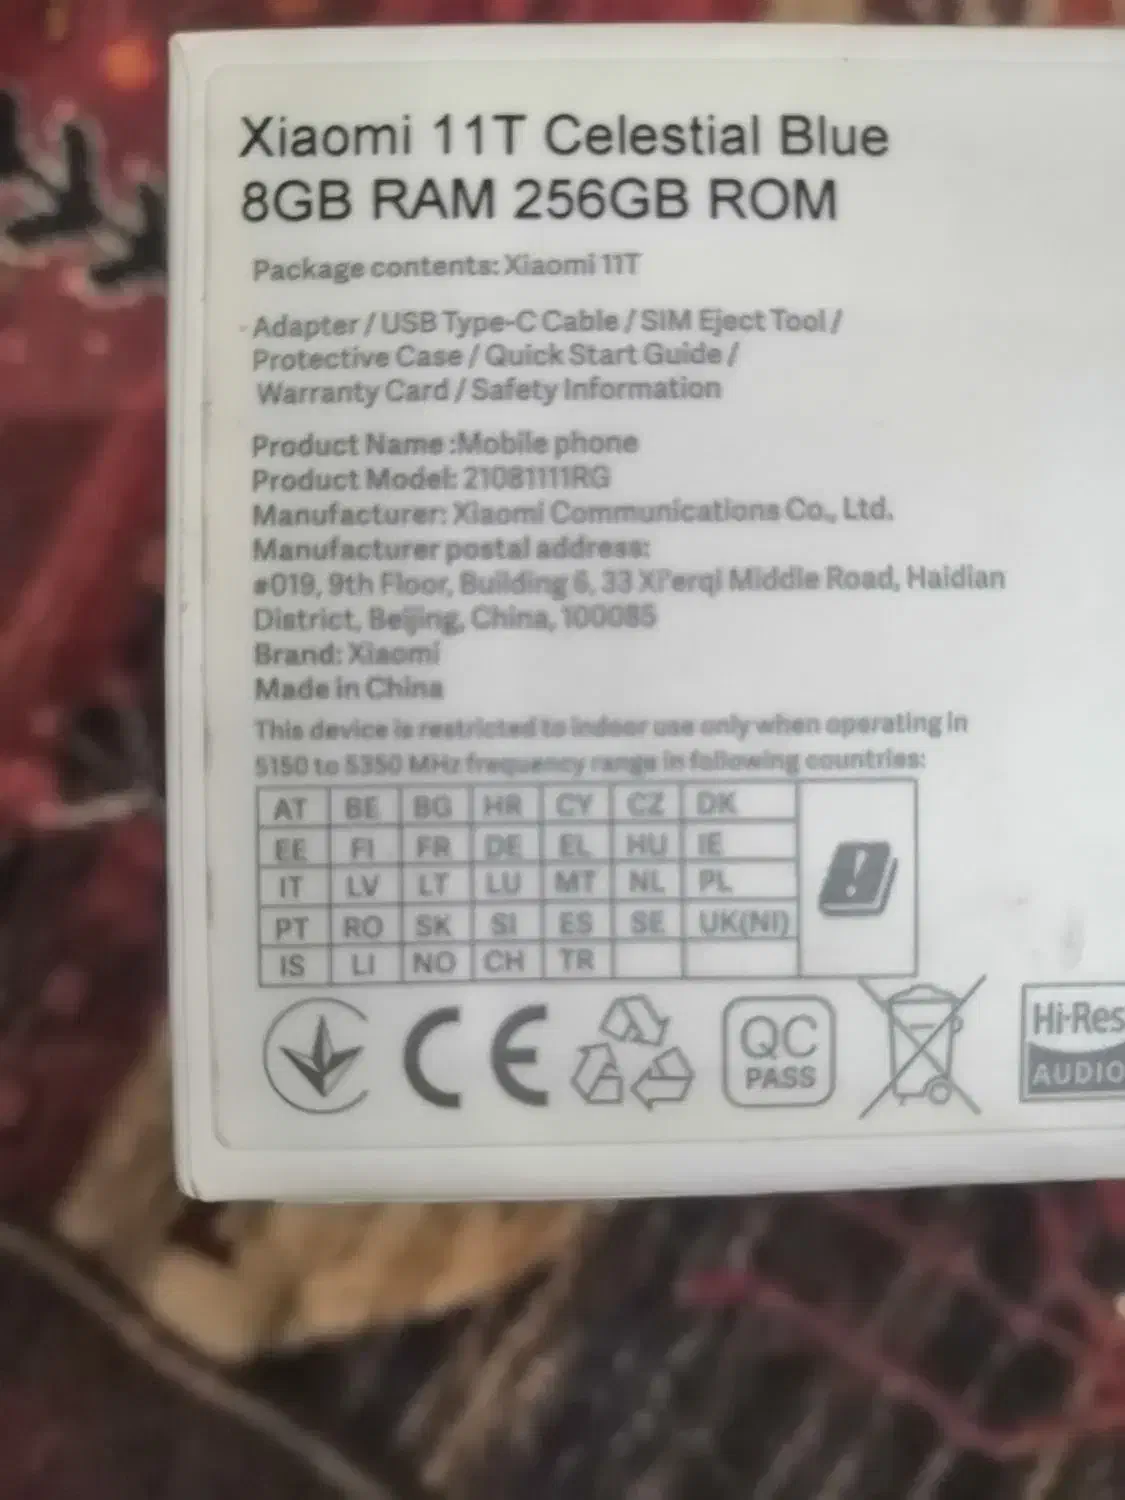 Xiaomi 11T Celestial Blue
8GB RAM 256GB ROM
Package contents: Xiaomi 11T
Adapter / USB Type-C Cable / SIM Eject Tool /
Protective Case / Quick Start Guide /
Warranty Card / Safety Information
Product Name :Mobile phone
Product Model: 21081111RG
Manufacturer: Xiaomi Communications Co., Ltd.
Manufacturer postal address:
#019, 9th Floor, Building 6, 33 Xi'erqi Middle Road, Haidian
District, Beijing, China, 100085
Brand: Xiaomi
Made in China
This device is restricted to indoor use only when operating in
5150 to 5350 MHz frequency range in following countries:
AT BE BG HR CY CZ DK
EE FI FR DE EL HU IE
IT LV LT LU MT NL PL
PT RO SK SI ES SE UK(NI)
IS LI NO CH TR
CE
QC
PASS
Hi-Res
AUDIO